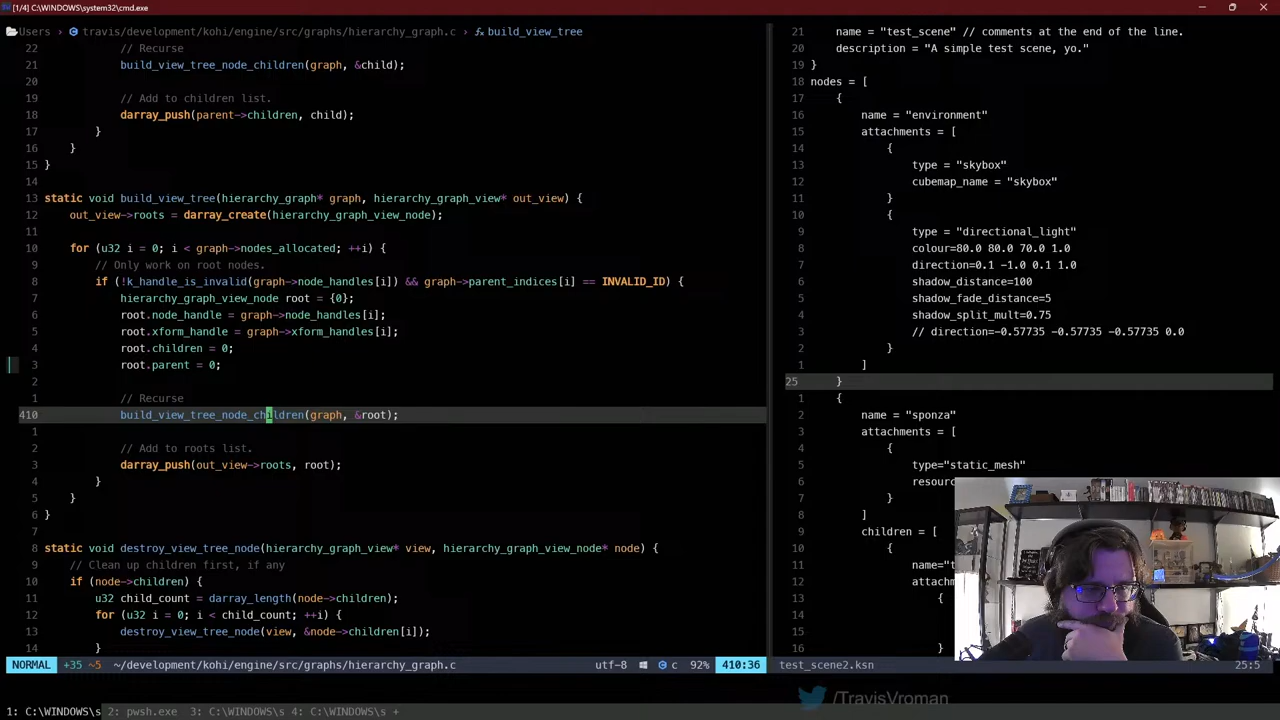 [1/4] C:\WINDOWS\system32\cmd.exe
Users > travis/development/kohi/engine/src/graphs/hierarchy_graph.c > build_view_tree
22 // Recurse
21 build_view_tree_node_children(graph, &child);
20
19 // Add to children list.
18 darray_push(parent->children, child);
17 }
16 }
15 }
14
13 static void build_view_tree(hierarchy_graph* graph, hierarchy_graph_view* out_view) {
12 out_view->roots = darray_create(hierarchy_graph_view_node);
11
10 for (u32 i = 0; i < graph->nodes_allocated; ++i) {
9 // Only work on root nodes.
8 if (!k_handle_is_invalid(graph->node_handles[i]) && graph->parent_indices[i] == INVALID_ID) {
7 hierarchy_graph_view_node root = {0};
6 root.node_handle = graph->node_handles[i];
5 root.xform_handle = graph->xform_handles[i];
4 root.children = 0;
3 root.parent = 0;
2
1 // Recurse
410 build_view_tree_node_children(graph, &root);
1
2 // Add to roots list.
3 darray_push(out_view->roots, root);
4 }
5 }
6 }
7
8 static void destroy_view_tree_node(hierarchy_graph_view* view, hierarchy_graph_view_node* node) {
9 // Clean up children first, if any
10 if (node->children) {
11 u32 child_count = darray_length(node->children);
12 for (u32 i = 0; i < child_count; ++i) {
13 destroy_view_tree_node(view, &node->children[i]);
14 }
NORMAL +35 ~5 ~/development/kohi/engine/src/graphs/hierarchy_graph.c utf-8 c 92% 410:36
21 name = "test_scene" // comments at the end of the line.
20 description = "A simple test scene, yo."
19 }
18 nodes = [
17 {
16 name = "environment"
15 attachments = [
14 {
13 type = "skybox"
12 cubemap_name = "skybox"
11 }
10 {
9 type = "directional_light"
8 colour=80.0 80.0 70.0 1.0
7 direction=0.1 -1.0 0.1 1.0
6 shadow_distance=100
5 shadow_fade_distance=5
4 shadow_split_mult=0.75
3 // direction=-0.57735 -0.57735 -0.57735 0.0
2 }
1 ]
25 }
1 {
2 name = "sponza"
3 attachments = [
4 {
5 type="static_mesh"
6
7 }
8 ]
9 children = [
10 {
11
12
13 {
14
15
16 }
test_scene2.ksn 25:5
/TravisVroman
1: C:\WINDOWS\s 2: pwsh.exe 3: C:\WINDOWS\s 4: C:\WINDOWS\s +